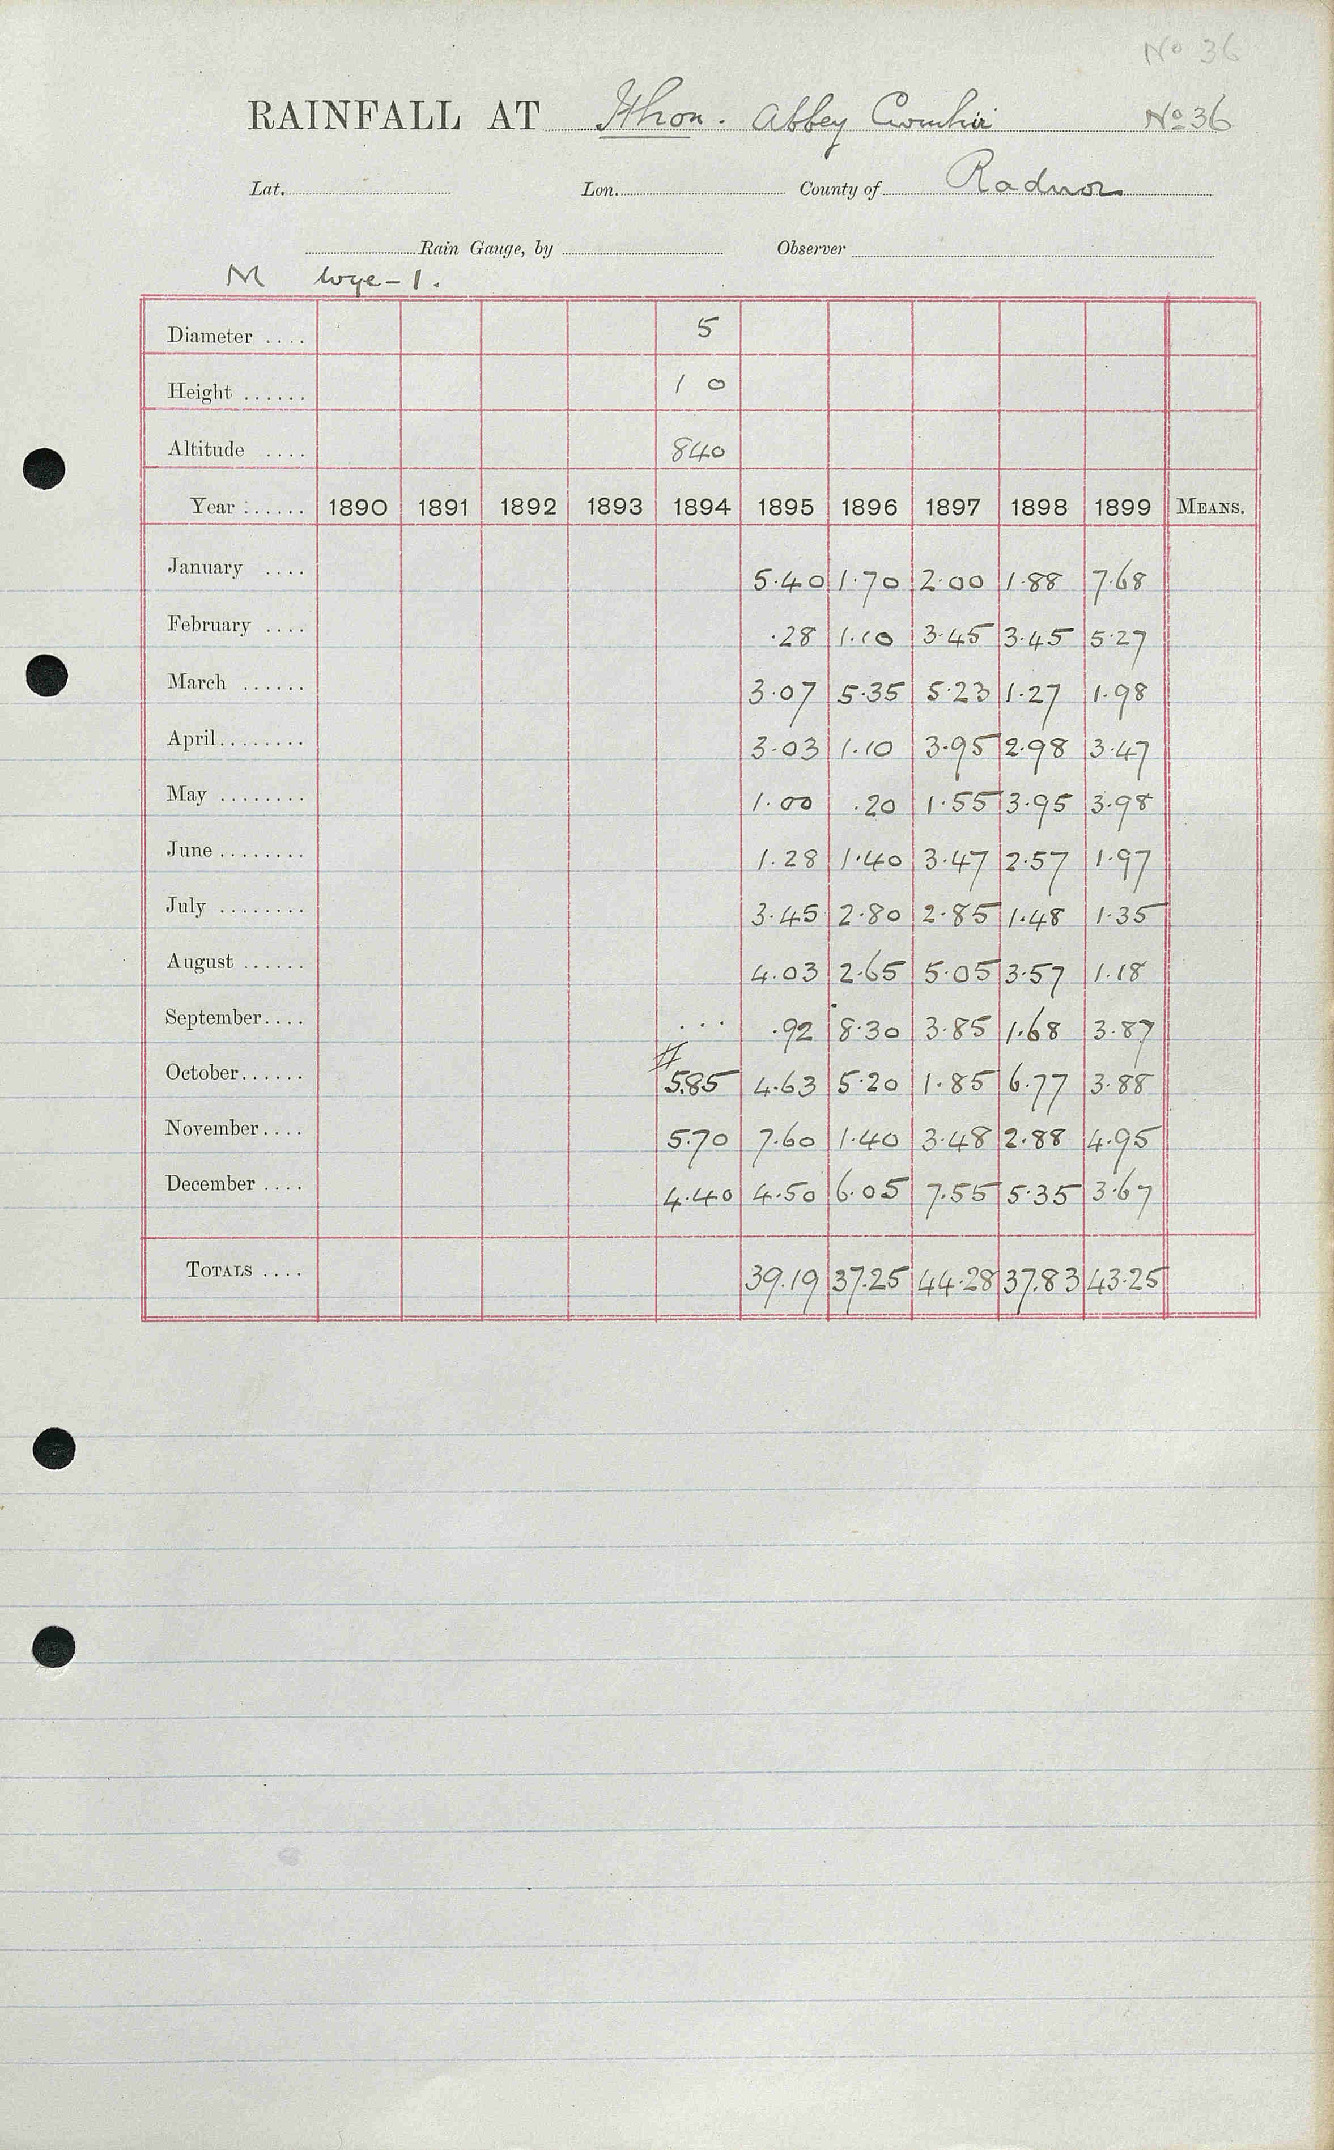 No 36
RAINFALL AT Ithon. Abbey Cwmhir No 36
Lat. Lon. County of Radnor
Rain Gauge, by Observer
M Wye-1.
Diameter .... 5
Height ...... 1 0
Altitude .... 840
Year ...... 1890 1891 1892 1893 1894 1895 1896 1897 1898 1899 MEANS.
January .... 5.40 1.70 2.00 1.88 7.68
February .... .28 1.10 3.45 3.45 5.27
March ...... 3.07 5.35 5.23 1.27 1.98
April........ 3.03 1.10 3.95 2.98 3.47
May ........ 1.00 .20 1.55 3.95 3.98
June........ 1.28 1.40 3.47 2.57 1.97
July ........ 3.45 2.80 2.85 1.48 1.35
August ...... 4.03 2.65 5.05 3.57 1.18
September.... ... .92 8.30 3.85 1.68 3.87
October...... # 5.85 4.63 5.20 1.85 6.77 3.88
November.... 5.70 7.60 1.40 3.48 2.88 4.95
December .... 4.40 4.50 6.05 7.55 5.35 3.67
TOTALS .... 39.19 37.25 44.28 37.83 43.25